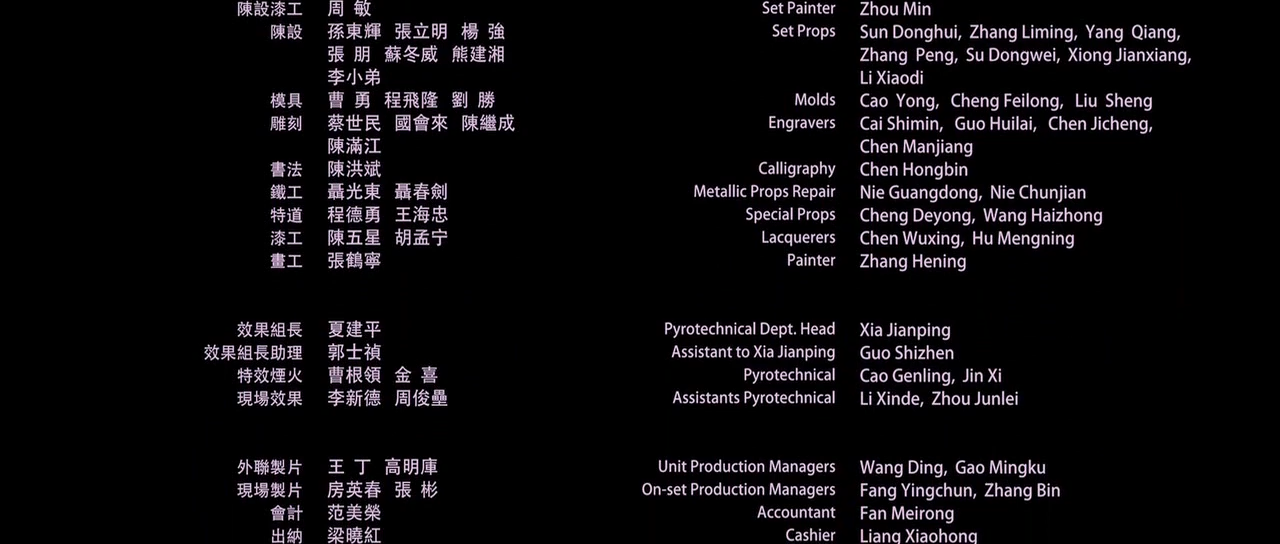 陳設漆工 周 敏 Set Painter Zhou Min
陳設 孫東輝 張立明 楊 強 Set Props Sun Donghui, Zhang Liming, Yang Qiang,
張 朋 蘇冬威 熊建湘 Zhang Peng, Su Dongwei, Xiong Jianxiang,
李小弟 Li Xiaodi
模具 曹 勇 程飛隆 劉 勝 Molds Cao Yong, Cheng Feilong, Liu Sheng
雕刻 蔡世民 國會來 陳繼成 Engravers Cai Shimin, Guo Huilai, Chen Jicheng,
陳滿江 Chen Manjiang
書法 陳洪斌 Calligraphy Chen Hongbin
鐵工 聶光東 聶春劍 Metallic Props Repair Nie Guangdong, Nie Chunjian
特道 程德勇 王海忠 Special Props Cheng Deyong, Wang Haizhong
漆工 陳五星 胡孟宁 Lacquerers Chen Wuxing, Hu Mengning
畫工 張鶴寧 Painter Zhang Hening
效果組長 夏建平 Pyrotechnical Dept. Head Xia Jianping
效果組長助理 郭士禎 Assistant to Xia Jianping Guo Shizhen
特效煙火 曹根領 金 喜 Pyrotechnical Cao Genling, Jin Xi
現場效果 李新德 周俊壘 Assistants Pyrotechnical Li Xinde, Zhou Junlei
外聯製片 王 丁 高明庫 Unit Production Managers Wang Ding, Gao Mingku
現場製片 房英春 張 彬 On-set Production Managers Fang Yingchun, Zhang Bin
會計 范美榮 Accountant Fan Meirong
出納 梁曉紅 Cashier Liang Xiaohong